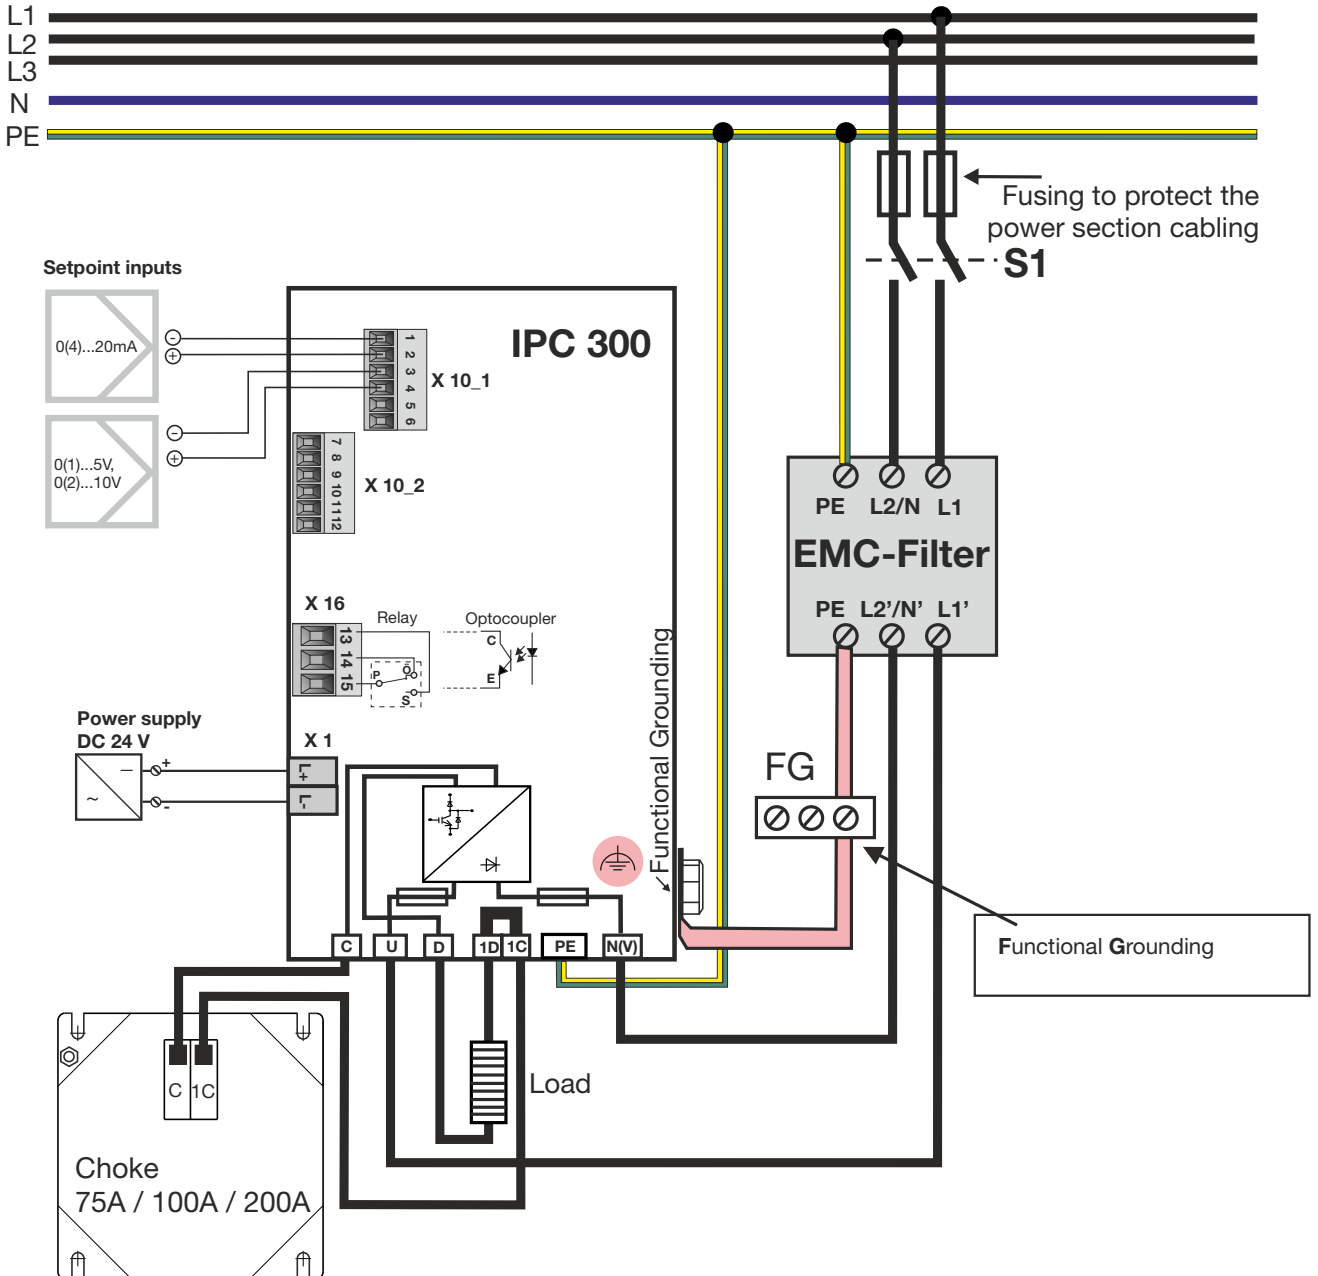 L1
L2
L3
N
PE
Fusing to protect the
power section cabling
S1
Setpoint inputs
0(4)...20mA
-
+
0(1)...5V,
0(2)...10V
-
+
IPC 300
1
2
3
4
5
6
X 10_1
7
8
9
10
11
12
X 10_2
PE L2/N L1
EMC-Filter
PE L2'/N' L1'
X 16
13
14
15
Relay
P
Ö
S
Optocoupler
C
E
Functional Grounding
Power supply
DC 24 V
~
+
-
X 1
L+
L-
FG
Functional Grounding
C
U
D
1D
1C
PE
N(V)
C
1C
Load
Choke
75A / 100A / 200A